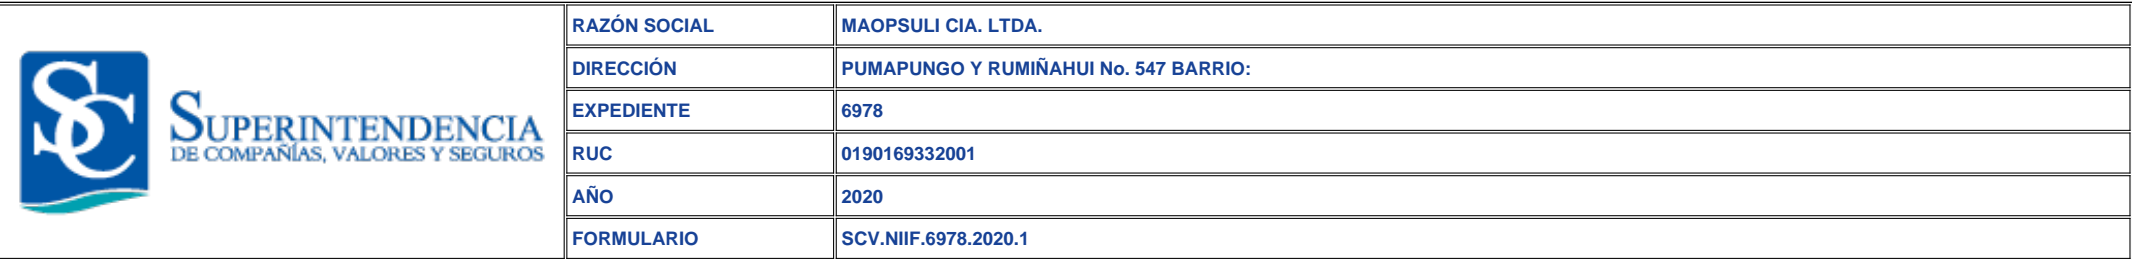 SC
SUPERINTENDENCIA
DE COMPAÑÍAS, VALORES Y SEGUROS
RAZÓN SOCIAL MAOPSULI CIA. LTDA.
DIRECCIÓN PUMAPUNGO Y RUMIÑAHUI No. 547 BARRIO:
EXPEDIENTE 6978
RUC 0190169332001
AÑO 2020
FORMULARIO SCV.NIIF.6978.2020.1